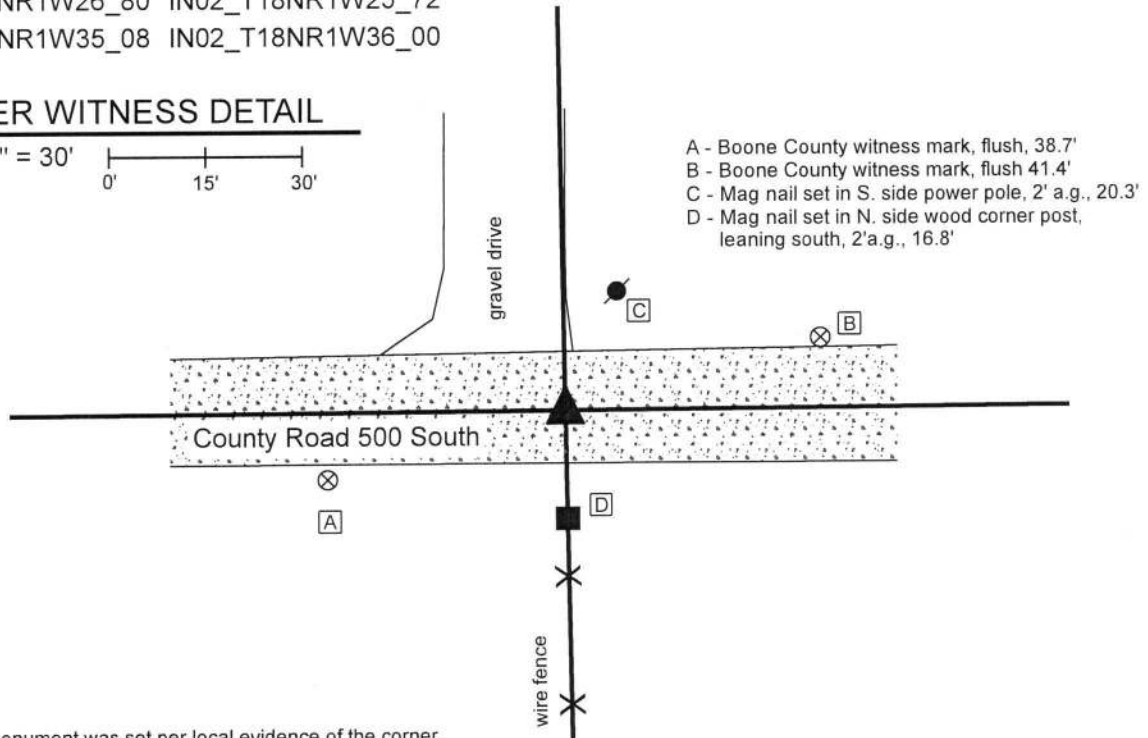 NR1W26_80 IN02_T18NR1W25_72
NR1W35_08 IN02_T18NR1W36_00
ER WITNESS DETAIL
" = 30'
0' 15' 30'
A - Boone County witness mark, flush, 38.7'
B - Boone County witness mark, flush 41.4'
C - Mag nail set in S. side power pole, 2' a.g., 20.3'
D - Mag nail set in N. side wood corner post,
leaning south, 2'a.g., 16.8'
gravel drive
C
B
County Road 500 South
A
D
wire fence
onument was set per local evidence of the corner